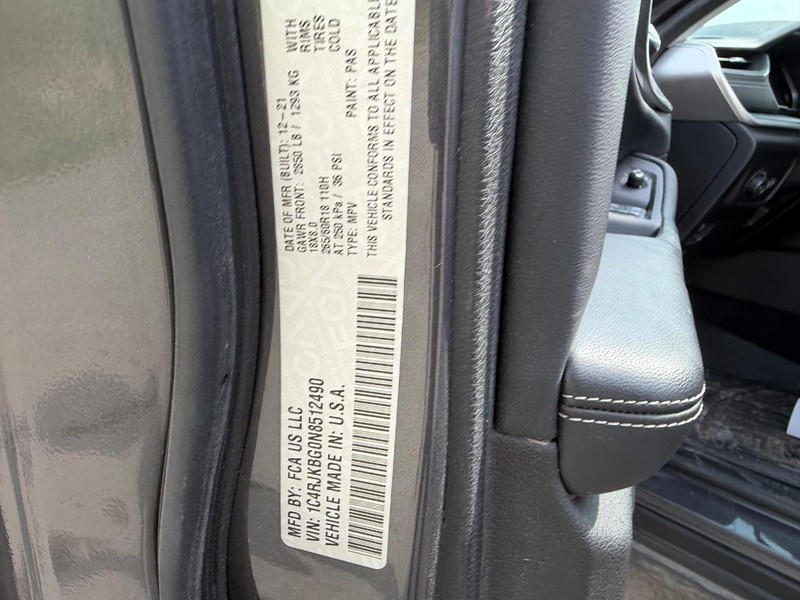 MFD BY: FCA US LLC
VIN: 1C4RJKBG0N8512490
VEHICLE MADE IN: U.S.A.
DATE OF MFR (BUILT): 12-21
GAWR FRONT: 2850 LB / 1293 KG WITH
18X8.0 RIMS
265/60R18 110H TIRES
AT 250 KPa / 36 PSI COLD
TYPE: MPV PAINT: PAS
THIS VEHICLE CONFORMS TO ALL APPLICABLE
STANDARDS IN EFFECT ON THE DATE